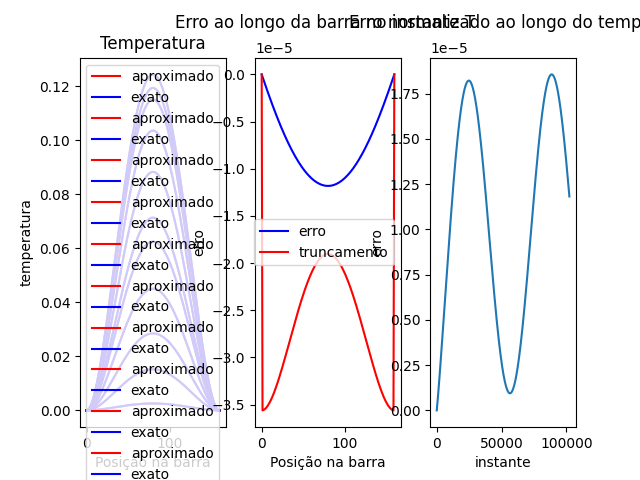 Temperatura
temperatura
0.12
0.10
0.08
0.06
0.04
0.02
0.00
aproximado
exato
aproximado
exato
aproximado
exato
aproximado
exato
aproximado
exato
aproximado
exato
aproximado
exato
aproximado
exato
aproximado
exato
aproximado
exato
0
100
Posição na barra
Erro ao longo da barra no instante T
1e−5
erro
0.0
−0.5
−1.0
−1.5
−2.0
−2.5
−3.0
−3.5
erro
truncamento
0
100
Posição na barra
Erro normalizado ao longo do temp
1e−5
erro
1.75
1.50
1.25
1.00
0.75
0.50
0.25
0.00
0
50000
100000
instante